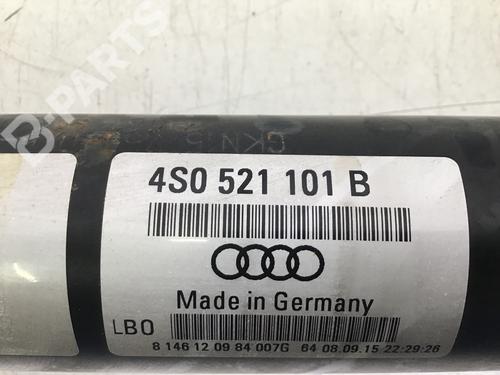 B-PARTS
GKN
4S0 521 101 B
Made in Germany
LBO
8 146 12 09 84 007G 64 08.09.15 22:29:26